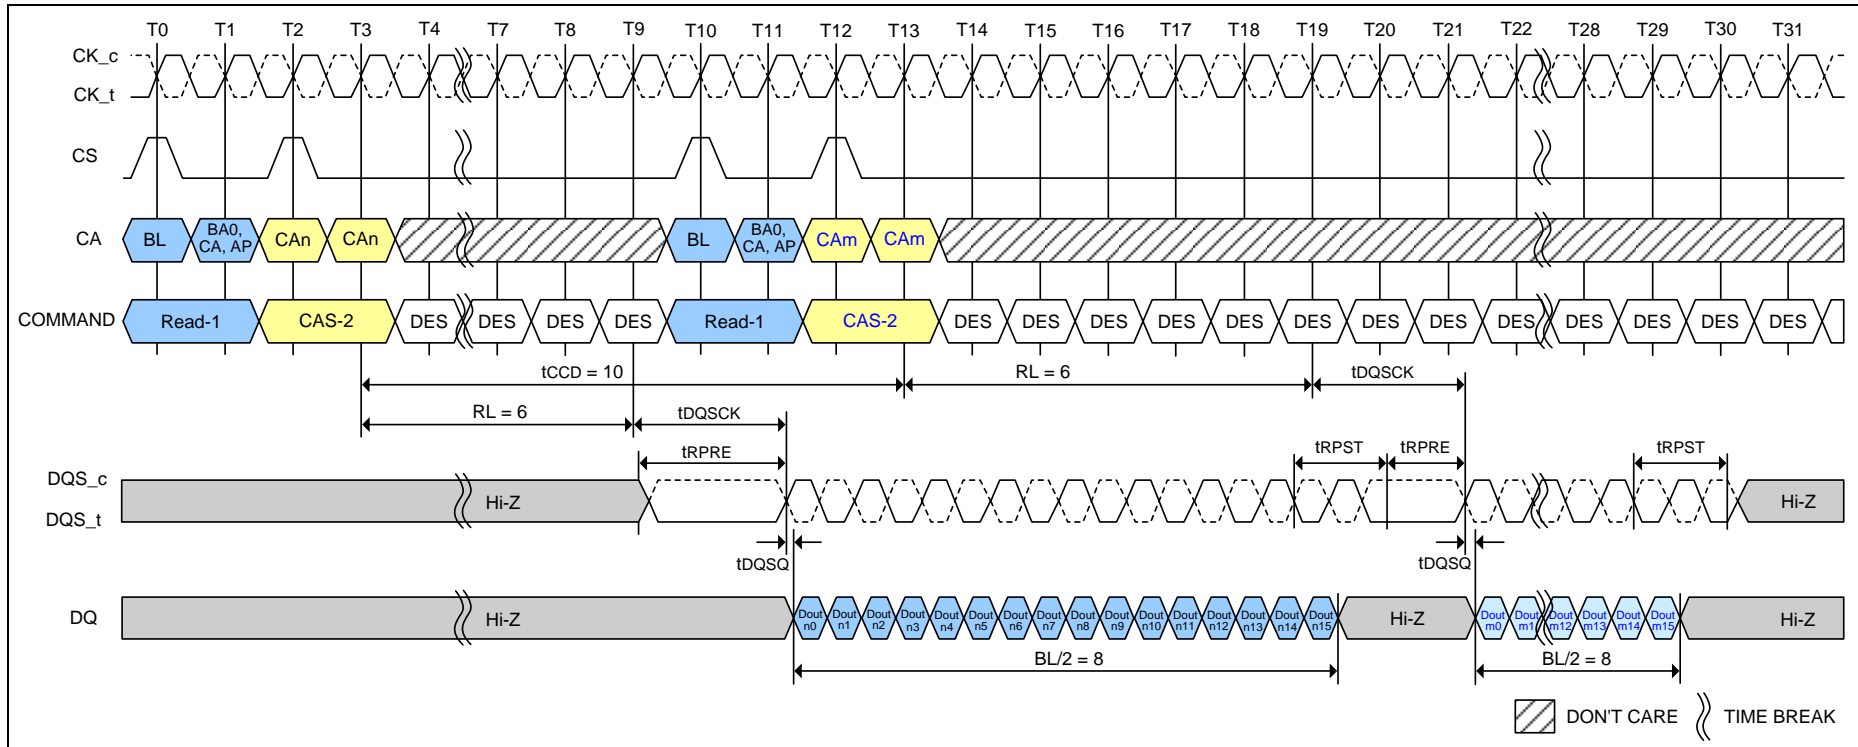 T0 T1 T2 T3 T4 T7 T8 T9 T10 T11 T12 T13 T14 T15 T16 T17 T18 T19 T20 T21 T22 T28 T29 T30 T31
CK_c
CK_t
CS
CA BL BA0, CA, AP CAn CAn BL BA0, CA, AP CAm CAm
COMMAND Read-1 CAS-2 DES DES DES DES Read-1 CAS-2 DES DES DES DES DES DES DES DES DES DES DES DES DES
tCCD = 10 RL = 6 tDQSCK
RL = 6 tDQSCK
tRPRE tRPST tRPRE tRPST
DQS_c
Hi-Z Hi-Z
DQS_t
tDQSQ tDQSQ
DQ Hi-Z Dout n0 Dout n1 Dout n2 Dout n3 Dout n4 Dout n5 Dout n6 Dout n7 Dout n8 Dout n9 Dout n10 Dout n11 Dout n12 Dout n13 Dout n14 Dout n15 Hi-Z Dout m0 Dout m1 Dout m12 Dout m13 Dout m14 Dout m15 Hi-Z
BL/2 = 8 BL/2 = 8
DON'T CARE TIME BREAK